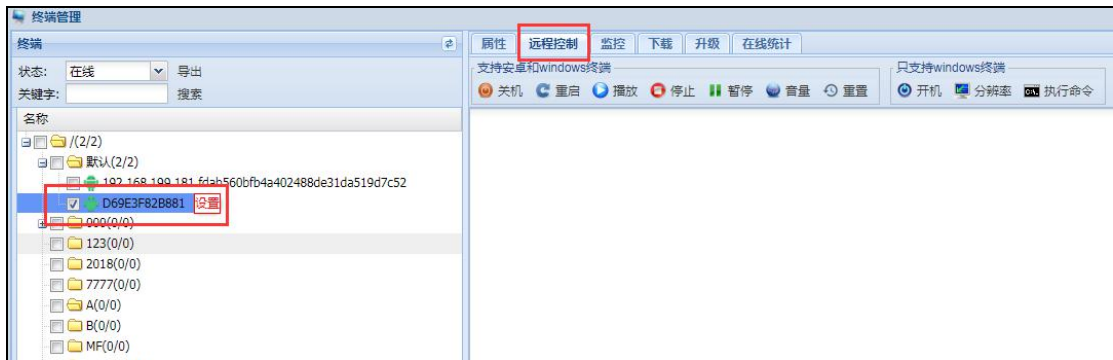 终端管理
终端
状态: 在线 导出
关键字: 搜索
名称
/(2/2)
默认(2/2)
192.168.199.181.fdab560bfb4a402488de31da519d7c52
D69E3F82B881 设置
000(0/0)
123(0/0)
2018(0/0)
7777(0/0)
A(0/0)
B(0/0)
MF(0/0)
属性 远程控制 监控 下载 升级 在线统计
支持安卓和windows终端
关机 重启 播放 停止 暂停 音量 重置
只支持windows终端
开机 分辨率 执行命令